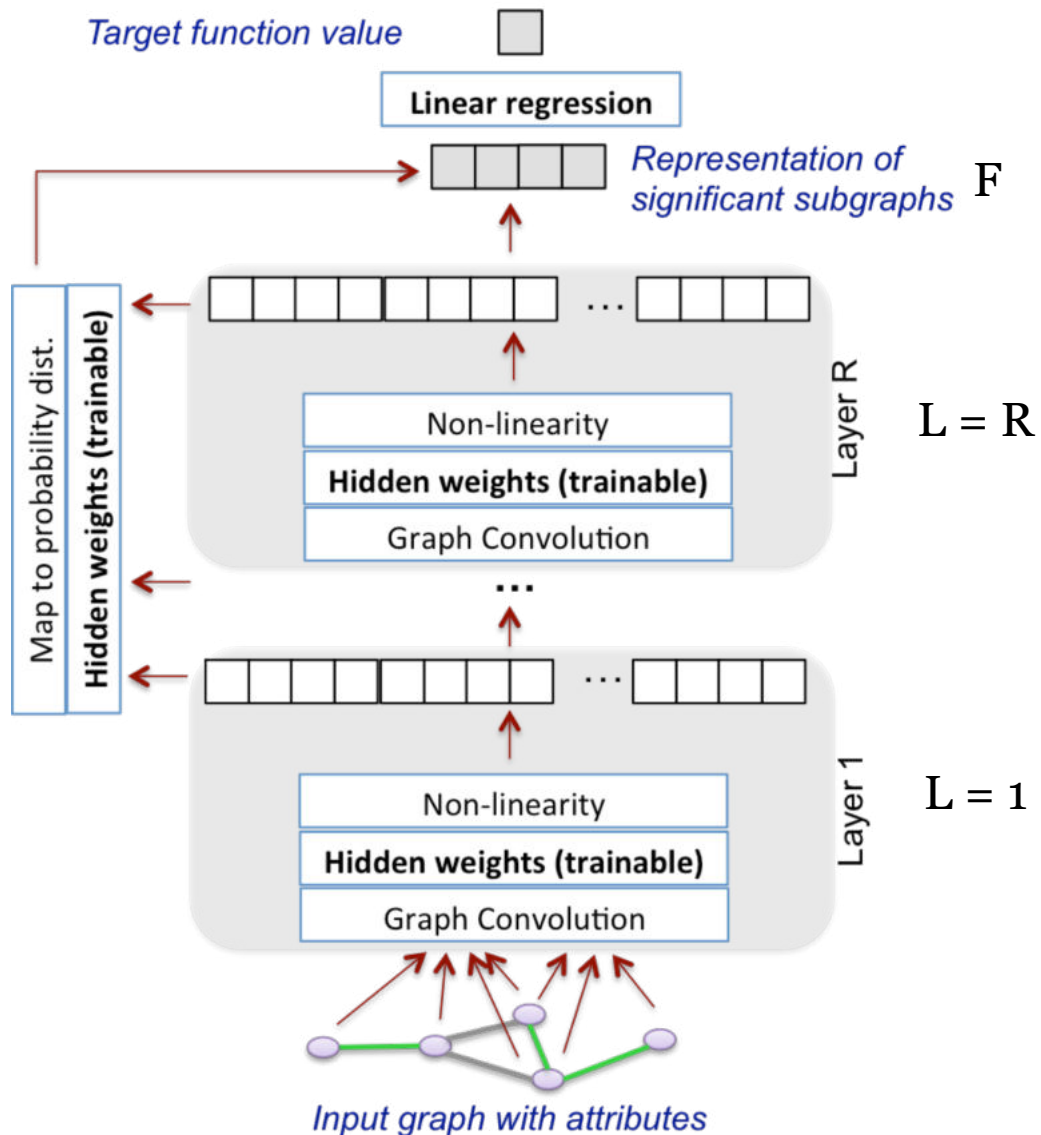 Target function value
Linear regression
Representation of
significant subgraphs
F
Map to probability dist.
Hidden weights (trainable)
...
Non-linearity
Hidden weights (trainable)
Graph Convolution
Layer R
L = R
...
...
Non-linearity
Hidden weights (trainable)
Graph Convolution
Layer 1
L = 1
Input graph with attributes